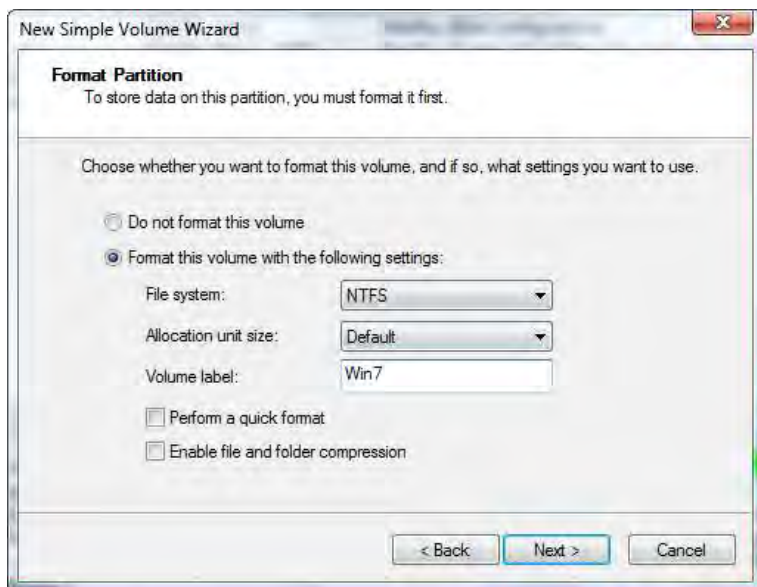 New Simple Volume Wizard
Format Partition
To store data on this partition, you must format it first.
Choose whether you want to format this volume, and if so, what settings you want to use.
Do not format this volume
Format this volume with the following settings:
File system: NTFS
Allocation unit size: Default
Volume label: Win7
Perform a quick format
Enable file and folder compression
< Back Next > Cancel